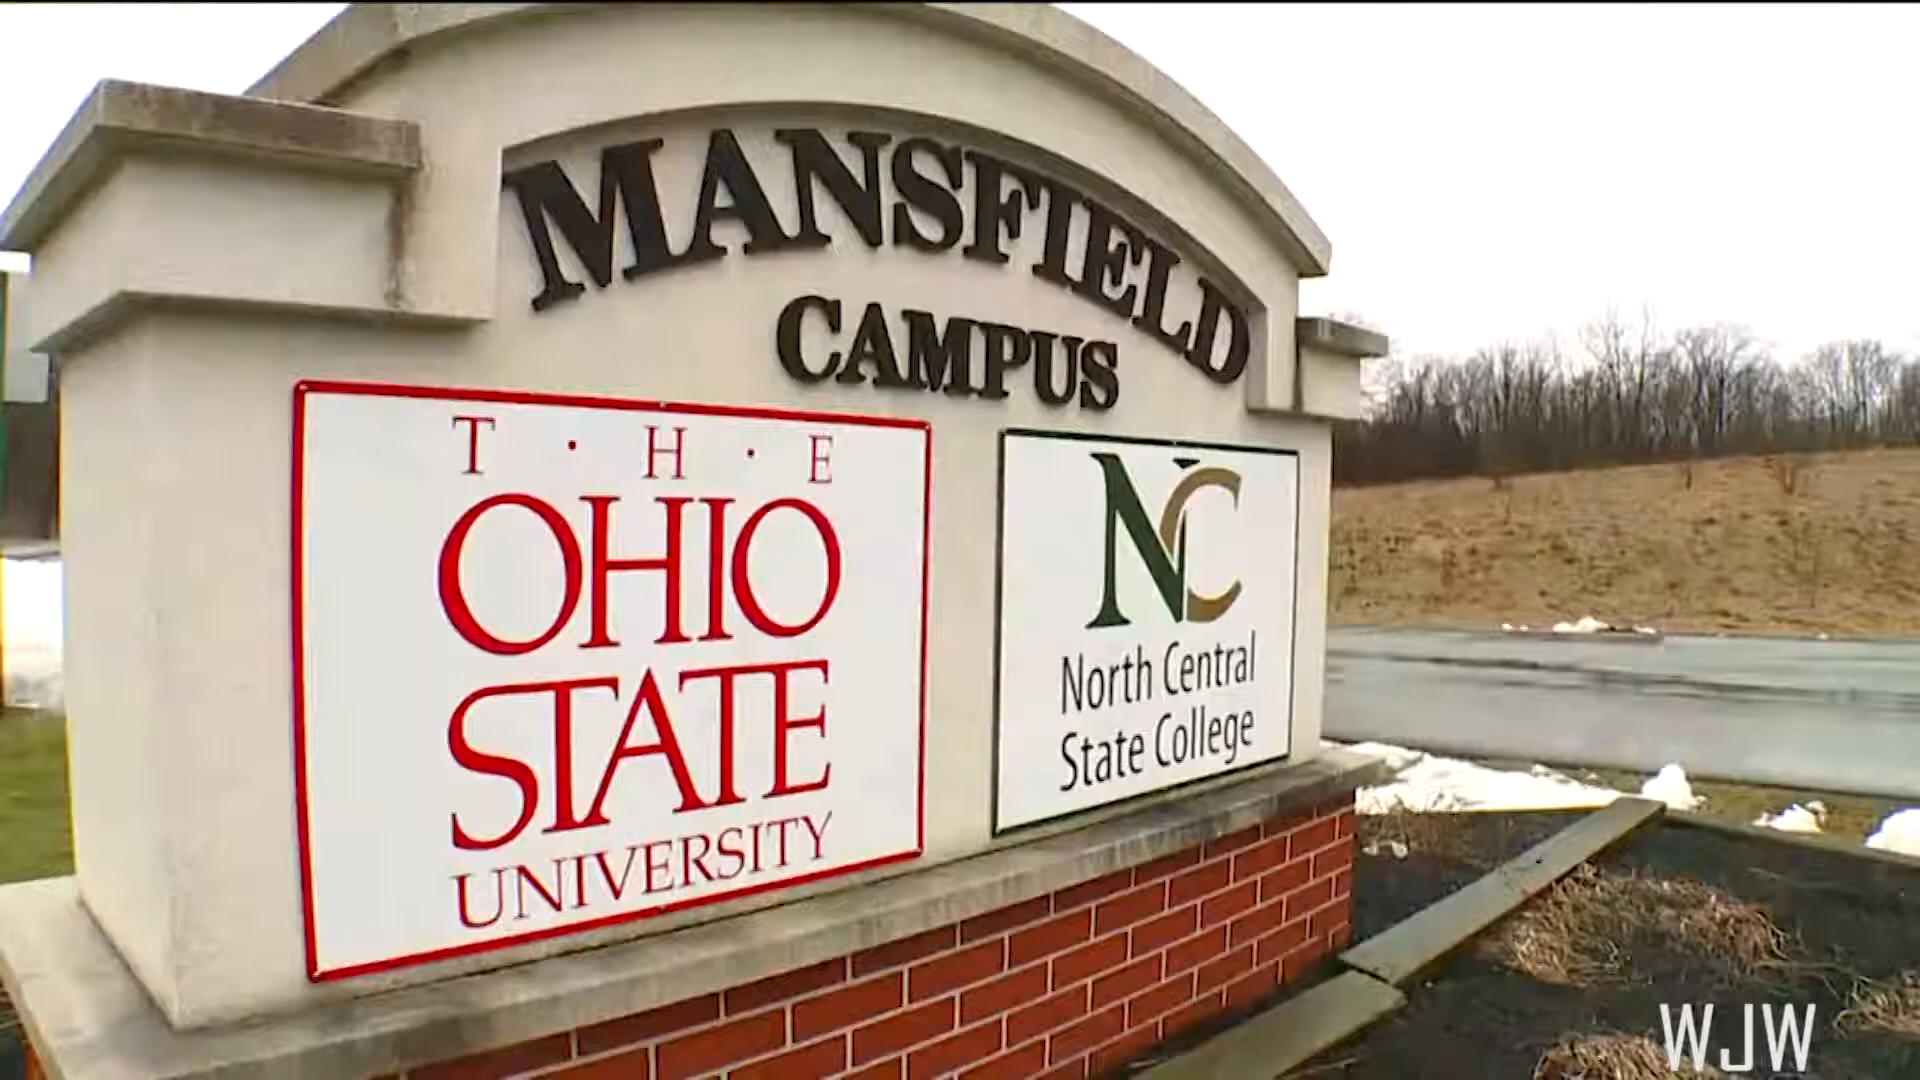 MANSFIELD
CAMPUS
T · H · E
OHIO
STATE
UNIVERSITY
NC
North Central
State College
WJW